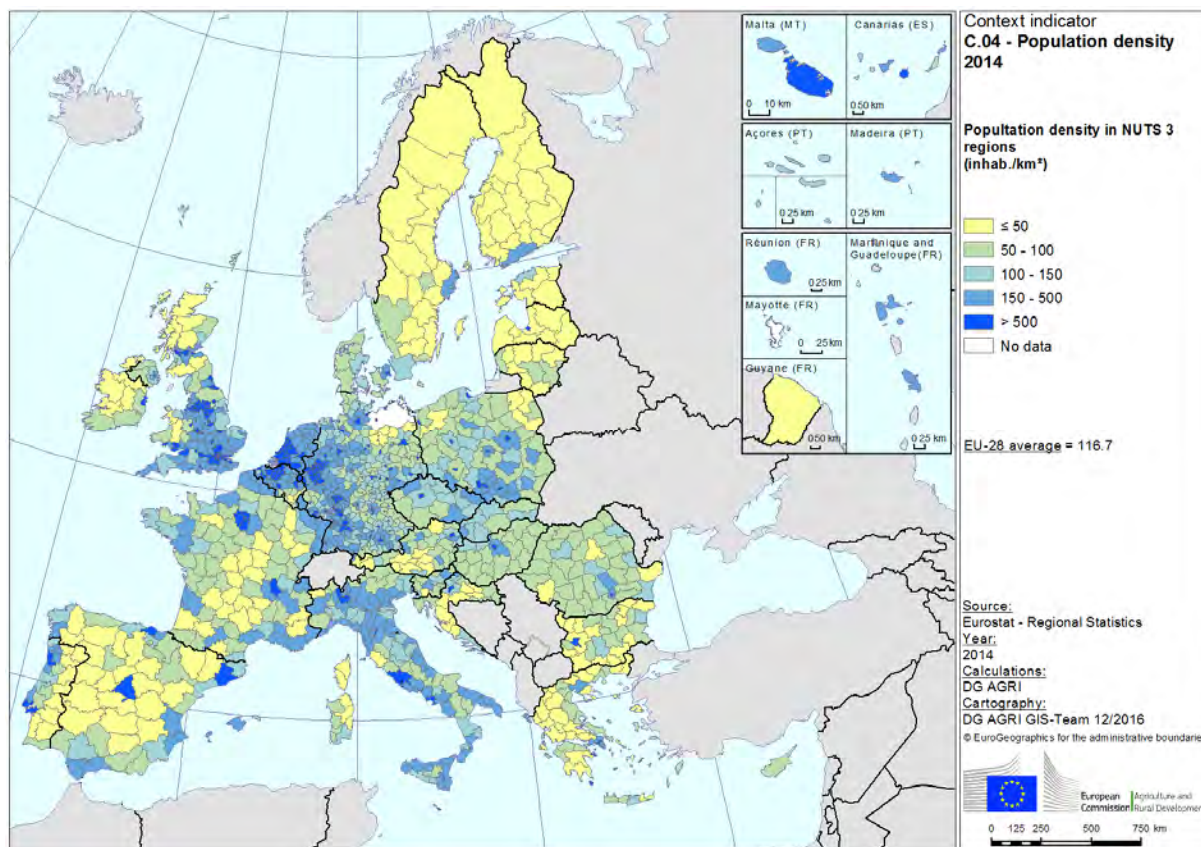 Malta (MT)
0 10 km
Canarias (ES)
0 50 km
Açores (PT)
0 25 km
Madeira (PT)
0 25 km
Réunion (FR)
0 25 km
Martinique and
Guadeloupe(FR)
0 25 km
Mayotte (FR)
0 25 km
Guyane (FR)
0 50 km
Context indicator
C.04 - Population density
2014
Popultation density in NUTS 3
regions
(inhab./km²)
≤ 50
50 - 100
100 - 150
150 - 500
> 500
No data
EU-28 average = 116.7
Source:
Eurostat - Regional Statistics
Year:
2014
Calculations:
DG AGRI
Cartography:
DG AGRI GIS-Team 12/2016
© EuroGeographics for the administrative boundarie
European
Commission
Agriculture and
Rural Developmen
0 125 250 500 750 km